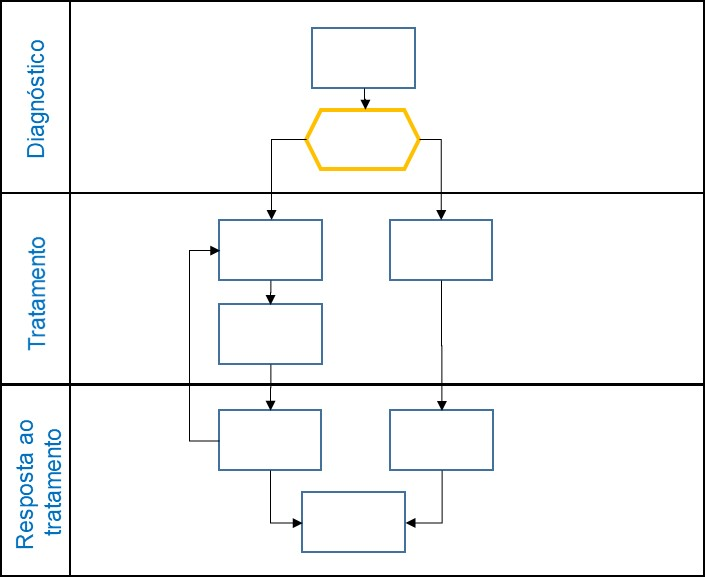 Diagnóstico
Tratamento
Resposta ao
tratamento